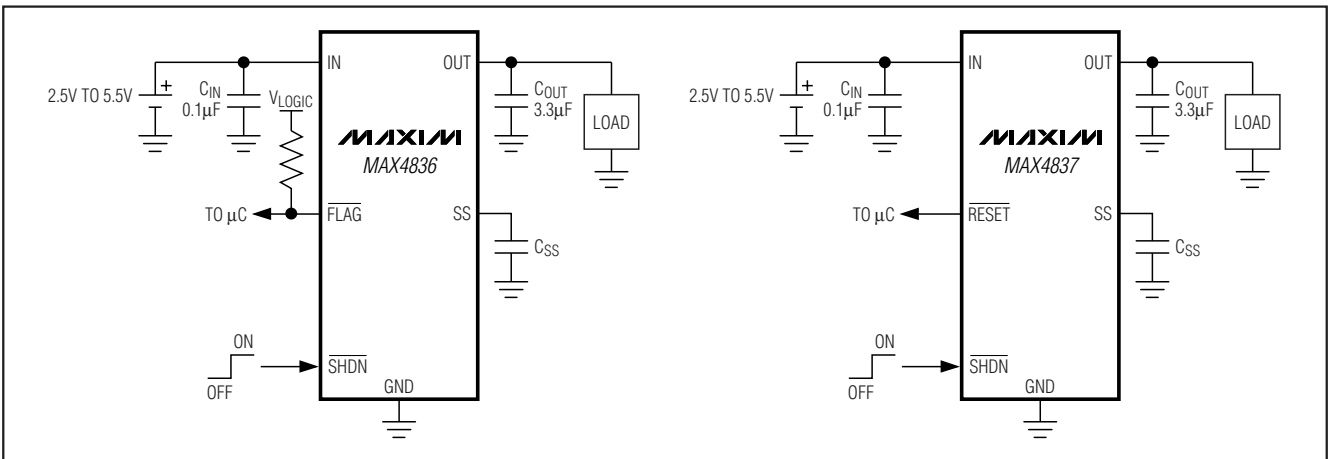 IN
OUT
2.5V TO 5.5V
+
CIN
0.1µF
VLOGIC
COUT
3.3µF
LOAD
MAXIM
MAX4836
TO µC
FLAG
SS
CSS
ON
OFF
SHDN
GND
IN
OUT
2.5V TO 5.5V
+
CIN
0.1µF
COUT
3.3µF
LOAD
MAXIM
MAX4837
TO µC
RESET
SS
CSS
ON
OFF
SHDN
GND